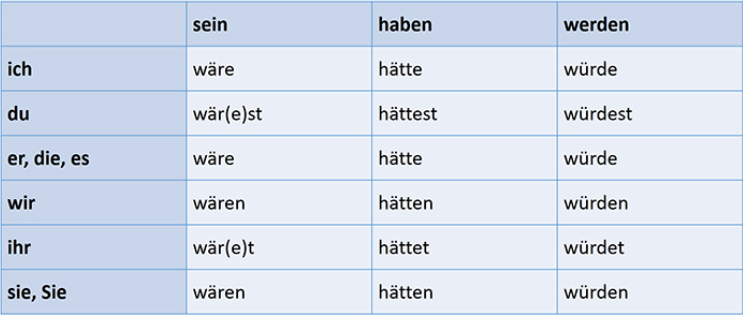 sein haben werden
ich wäre hätte würde
du wär(e)st hättest würdest
er, die, es wäre hätte würde
wir wären hätten würden
ihr wär(e)t hättet würdet
sie, Sie wären hätten würden